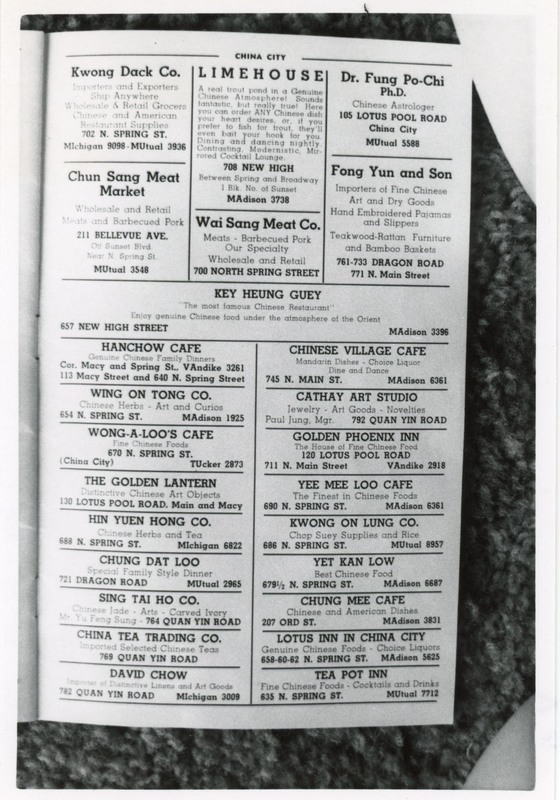 CHINA CITY
Kwong Dack Co.
Importers and Exporters
Ship Anywhere
Wholesale & Retail Grocers
Chinese and American
Restaurant Supplies
702 N. SPRING ST.
MIchigan 9098 - MUtual 3936
Chun Sang Meat
Market
Wholesale and Retail
Meats and Barbecued Pork
211 BELLEVUE AVE.
Off Sunset Blvd.
Near N. Spring St.
MUtual 3548
LIMEHOUSE
A real trout pond in a Genuine
Chinese Atmosphere! Sounds
fantastic, but really true! Here
you can order ANY Chinese dish
your heart desires, or, if you
prefer to fish for trout, they'll
even bait your hook for you.
Dining and dancing nightly.
Contrasting, Modernistic, Mir-
rored Cocktail Lounge.
708 NEW HIGH
Between Spring and Broadway
1 Blk. No. of Sunset
MAdison 3738
Wai Sang Meat Co.
Meats - Barbecued Pork
Our Specialty
Wholesale and Retail
700 NORTH SPRING STREET
Dr. Fung Po-Chi
Ph.D.
Chinese Astrologer
105 LOTUS POOL ROAD
China City
MUtual 5588
Fong Yun and Son
Importers of Fine Chinese
Art and Dry Goods
Hand Embroidered Pajamas
and Slippers
Teakwood-Rattan Furniture
and Bamboo Baskets
761-733 DRAGON ROAD
771 N. Main Street
KEY HEUNG GUEY
"The most famous Chinese Restaurant"
Enjoy genuine Chinese food under the atmosphere of the Orient
657 NEW HIGH STREET MAdison 3396
HANCHOW CAFE
Genuine Chinese Family Dinners
Cor. Macy and Spring St., VAndike 3261
113 Macy Street and 640 N. Spring Street
WING ON TONG CO.
Chinese Herbs - Art and Curios
654 N. SPRING ST. MAdison 1925
WONG-A-LOO'S CAFE
Fine Chinese Foods
670 N. SPRING ST.
(China City) TUcker 2873
THE GOLDEN LANTERN
Distinctive Chinese Art Objects
130 LOTUS POOL ROAD. Main and Macy
HIN YUEN HONG CO.
Chinese Herbs and Tea
688 N. SPRING ST. MIchigan 6822
CHUNG DAT LOO
Special Family Style Dinner
721 DRAGON ROAD MUtual 2965
SING TAI HO CO.
Chinese Jade - Arts - Carved Ivory
Mr. Yu Feng Sung - 764 QUAN YIN ROAD
CHINA TEA TRADING CO.
Imported Selected Chinese Teas
769 QUAN YIN ROAD
DAVID CHOW
Importer of Distinctive Linens and Art Goods
782 QUAN YIN ROAD MIchigan 3009
CHINESE VILLAGE CAFE
Mandarin Dishes - Choice Liquor
Dine and Dance
745 N. MAIN ST. MAdison 6361
CATHAY ART STUDIO
Jewelry - Art Goods - Novelties
Paul Jung, Mgr. 792 QUAN YIN ROAD
GOLDEN PHOENIX INN
The House of Fine Chinese Food
120 LOTUS POOL ROAD
711 N. Main Street VAndike 2918
YEE MEE LOO CAFE
The Finest in Chinese Foods
690 N. SPRING ST. MAdison 6361
KWONG ON LUNG CO.
Chop Suey Supplies and Rice
686 N. SPRING ST. MUtual 8957
YET KAN LOW
Best Chinese Food
679½ N. SPRING ST. MAdison 6687
CHUNG MEE CAFE
Chinese and American Dishes
207 ORD ST. MAdison 3831
LOTUS INN IN CHINA CITY
Genuine Chinese Foods - Choice Liquors
658-60-62 N. SPRING ST. MAdison 5625
TEA POT INN
Fine Chinese Foods - Cocktails and Drinks
635 N. SPRING ST. MUtual 7712